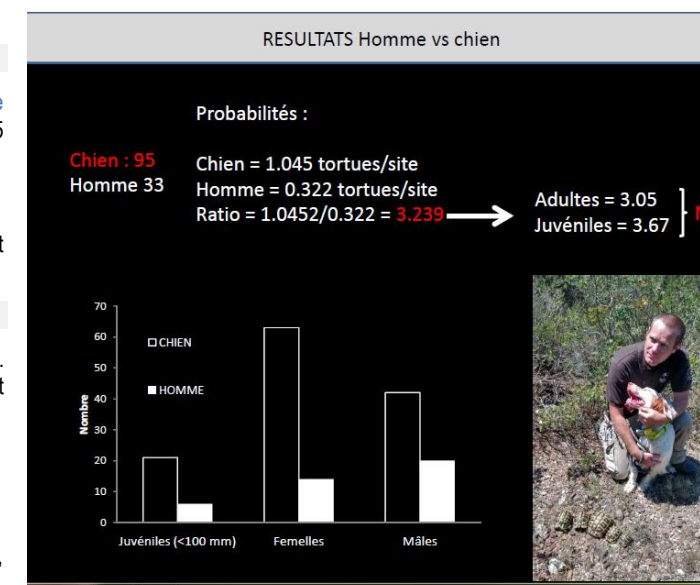 RESULTATS Homme vs chien
Probabilités :
Chien : 95
Homme 33
Chien = 1.045 tortues/site
Homme = 0.322 tortues/site
Ratio = 1.0452/0.322 = 3.239
Adultes = 3.05
Juvéniles = 3.67
70
60
50
40
30
20
10
0
Nombre
CHIEN
HOMME
Juvéniles (<100 mm)
Femelles
Mâles